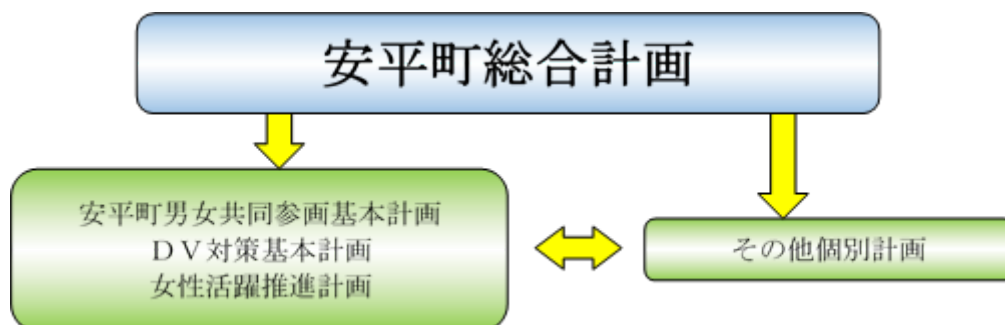 安平町総合計画
安平町男女共同参画基本計画
ＤＶ対策基本計画
女性活躍推進計画
その他個別計画